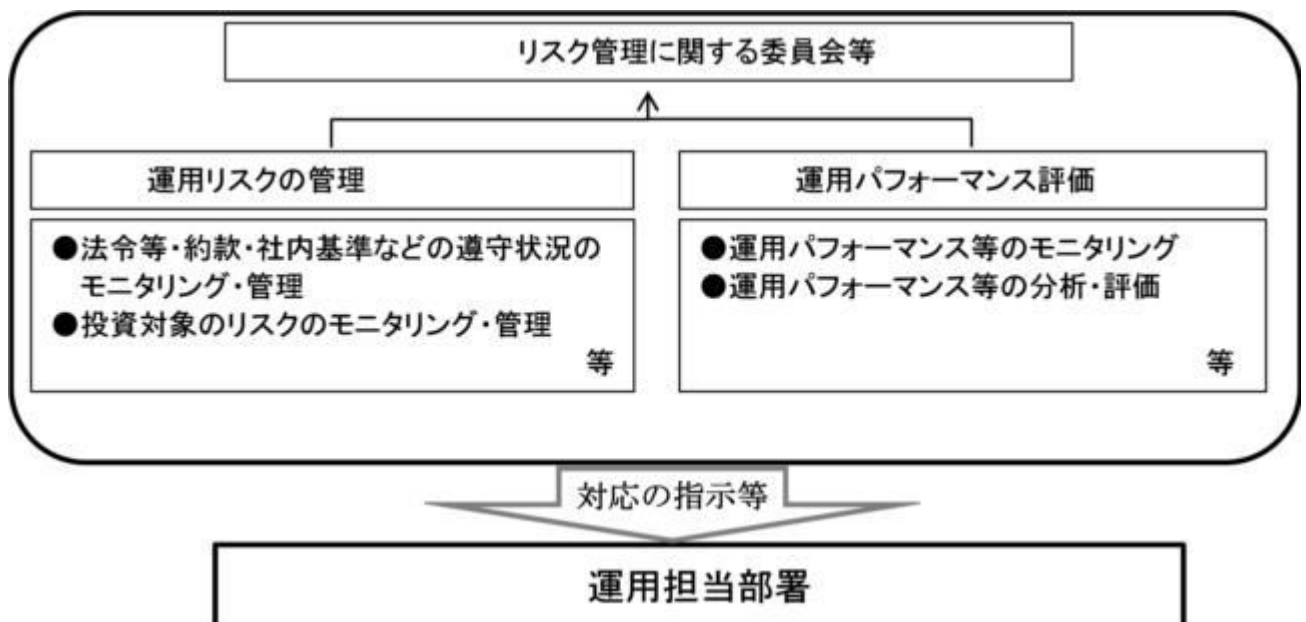 リスク管理に関する委員会等
運用リスクの管理
●法令等・約款・社内基準などの遵守状況の
モニタリング・管理
●投資対象のリスクのモニタリング・管理
等
運用パフォーマンス評価
●運用パフォーマンス等のモニタリング
●運用パフォーマンス等の分析・評価
等
対応の指示等
運用担当部署